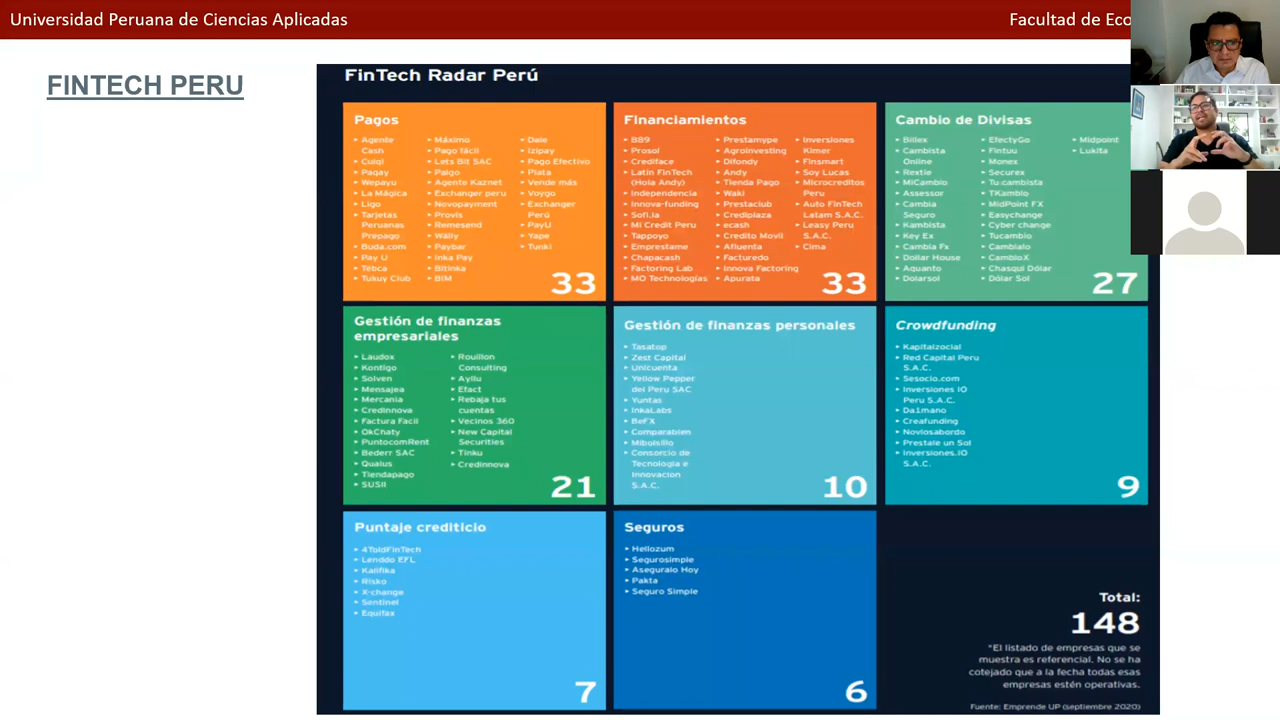 Universidad Peruana de Ciencias Aplicadas
Facultad de Eco
FINTECH PERU
FinTech Radar Perú
Pagos
Agente
Cash
Culqi
Pagay
Wepayu
La Mágica
Ligo
Tarjetas
Peruanas
Prepago
Buda.com
Pay U
Tebca
Tukuy Club
Máximo
Pago fácil
Lets Bit SAC
Palgo
Agente Kaznet
Exchanger peru
Novopayment
Provis
Remesend
Wally
Paybar
Inka Pay
Bitinka
BIM
Dale
Izipay
Pago Efectivo
Plata
Vende más
Voygo
Exchanger
Perú
PayU
Yape
Tunki
33
Financiamientos
B89
Prosol
Crediface
Latin FinTech
(Hola Andy)
Independencia
Innova-funding
Sofi.la
Mi Credit Peru
Tappoyo
Emprestame
Chapacash
Factoring Lab
MO Technologies
Prestamype
Agroinvesting
Difondy
Andy
Tienda Pago
Waki
Prestaclub
Crediplaza
ecash
Credito Movil
Afluenta
Facturedo
Innova Factoring
Apurata
Inversiones
Kimer
Finsmart
Soy Lucas
Microcreditos
Peru
Auto FinTech
Latam S.A.C.
Leasy Peru
S.A.C.
Cima
33
Cambio de Divisas
Billex
Cambista
Online
Rextie
MiCambio
Assessor
Cambia
Seguro
Kambista
Key Ex
Cambia Fx
Dollar House
Aquanto
Dolarsol
EfectyGo
Fintuu
Monex
Securex
Tu cambista
TKambio
MidPoint FX
Easychange
Cyber change
Tucambio
Cambialo
CambioX
Chasqui Dólar
Dólar Sol
Midpoint
Lukita
27
Gestión de finanzas
empresariales
Laudox
Kontigo
Solven
Mensajea
Mercania
Credinnova
Factura Facil
OkChaty
PuntocomRent
Bederr SAC
Tiendapago
SUSII
Rouillon
Consulting
Ayllu
Efact
Rebaja tus
cuentas
Vecinos 360
New Capital
Securities
Tinku
Credinnova
21
Gestión de finanzas personales
Tasatop
Zest Capital
Unicuenta
Yellow Pepper
del Peru SAC
Yuntas
InkaLabs
BeFX
Comparabien
Mibolsillo
Consorcio de
Tecnologia e
Innovacion
S.A.C.
10
Crowdfunding
Kapitalzocial
Red Capital Peru
S.A.C.
Sesocio.com
Inversiones IO
Peru S.A.C.
Da1mano
Creafunding
Noviosabordo
Prestale un Sol
Inversiones.IO
S.A.C.
9
Puntaje crediticio
4ToldFinTech
Lenddo EFL
Kalifika
Risko
X-change
Sentinel
Equifax
7
Seguros
Hellozum
Segurosimple
Aseguralo Hoy
Pakta
Seguro Simple
6
Total:
148
*El listado de empresas que se
muestra es referencial. No se ha
cotejado que a la fecha todas esas
empresas estén operativas.
Fuente: Emprende UP (septiembre 2020)